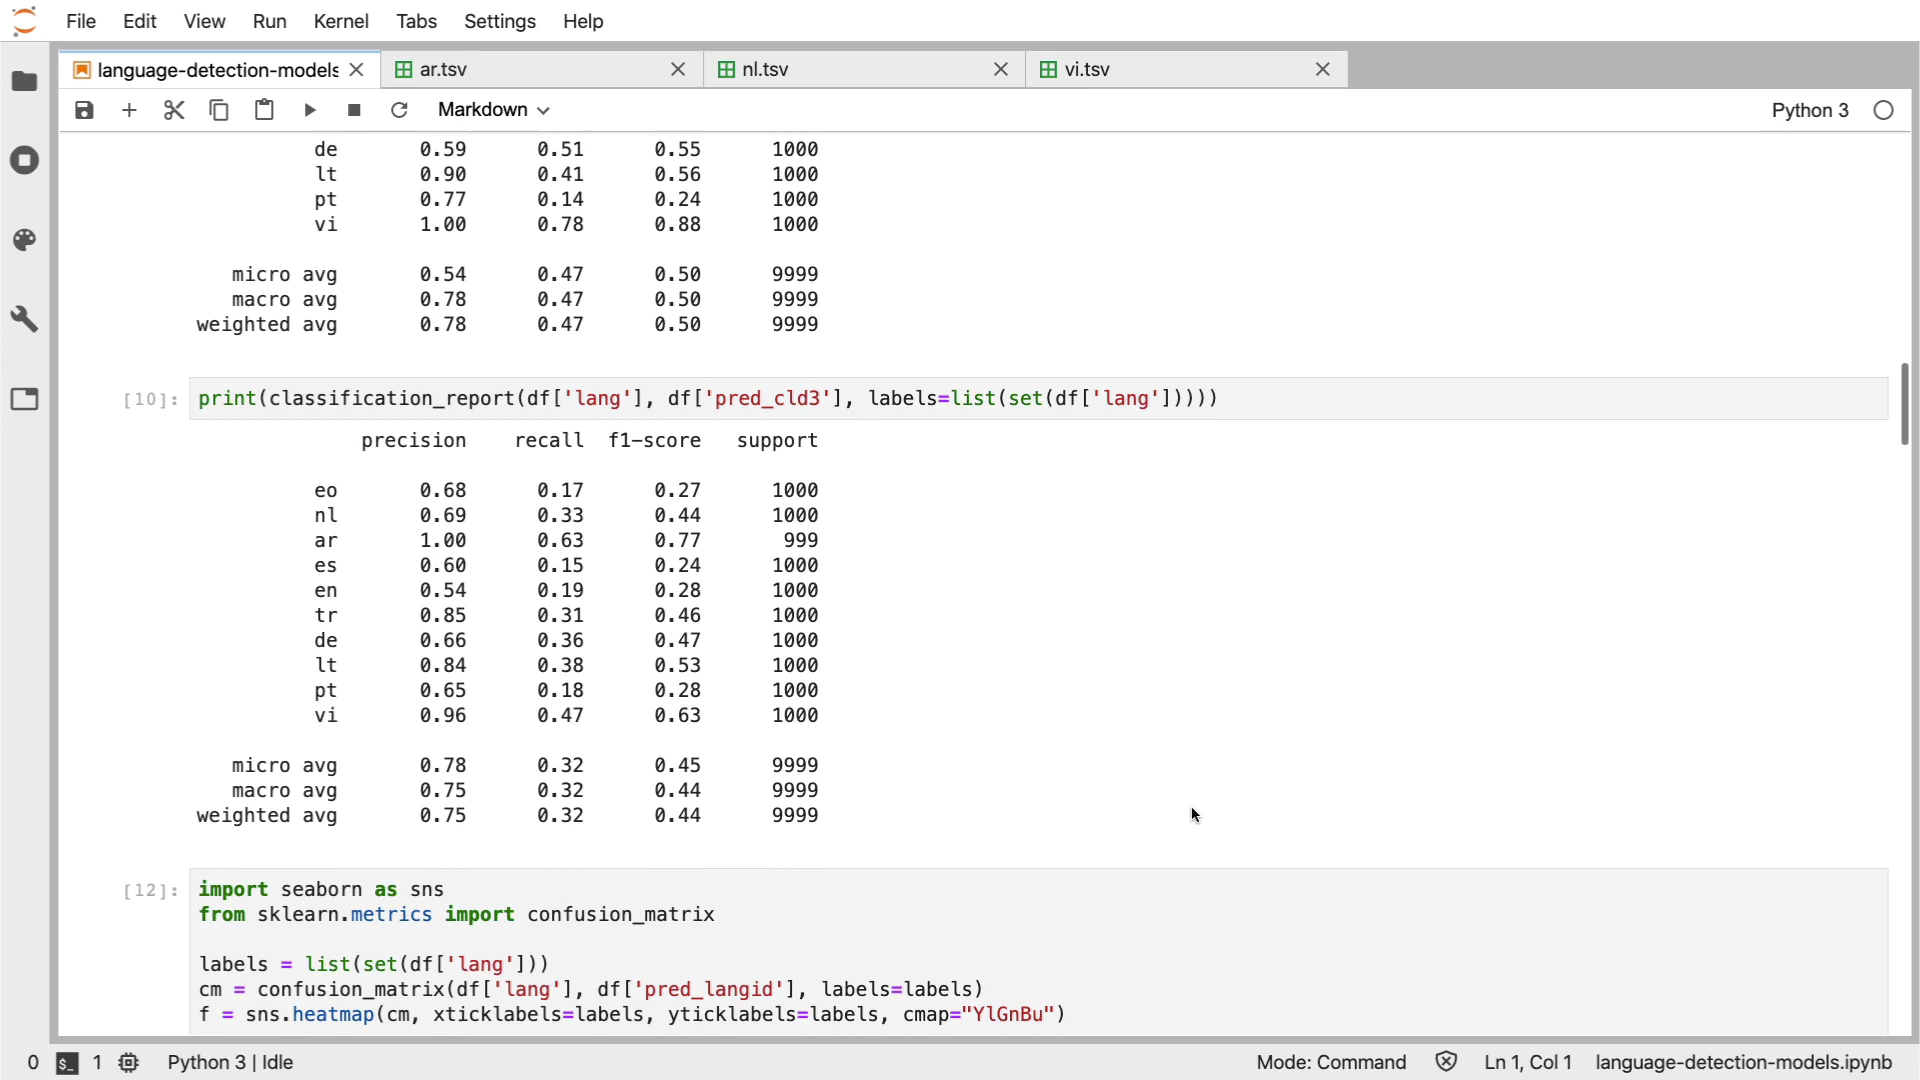 File Edit View Run Kernel Tabs Settings Help
language-detection-models ar.tsv nl.tsv vi.tsv
Markdown Python 3
de 0.59 0.51 0.55 1000
lt 0.90 0.41 0.56 1000
pt 0.77 0.14 0.24 1000
vi 1.00 0.78 0.88 1000
micro avg 0.54 0.47 0.50 9999
macro avg 0.78 0.47 0.50 9999
weighted avg 0.78 0.47 0.50 9999
[10]: print(classification_report(df['lang'], df['pred_cld3'], labels=list(set(df['lang']))))
precision recall f1-score support
eo 0.68 0.17 0.27 1000
nl 0.69 0.33 0.44 1000
ar 1.00 0.63 0.77 999
es 0.60 0.15 0.24 1000
en 0.54 0.19 0.28 1000
tr 0.85 0.31 0.46 1000
de 0.66 0.36 0.47 1000
lt 0.84 0.38 0.53 1000
pt 0.65 0.18 0.28 1000
vi 0.96 0.47 0.63 1000
micro avg 0.78 0.32 0.45 9999
macro avg 0.75 0.32 0.44 9999
weighted avg 0.75 0.32 0.44 9999
[12]: import seaborn as sns
from sklearn.metrics import confusion_matrix
labels = list(set(df['lang']))
cm = confusion_matrix(df['lang'], df['pred_langid'], labels=labels)
f = sns.heatmap(cm, xticklabels=labels, yticklabels=labels, cmap="YlGnBu")
0 $_ 1 Python 3 | Idle Mode: Command Ln 1, Col 1 language-detection-models.ipynb